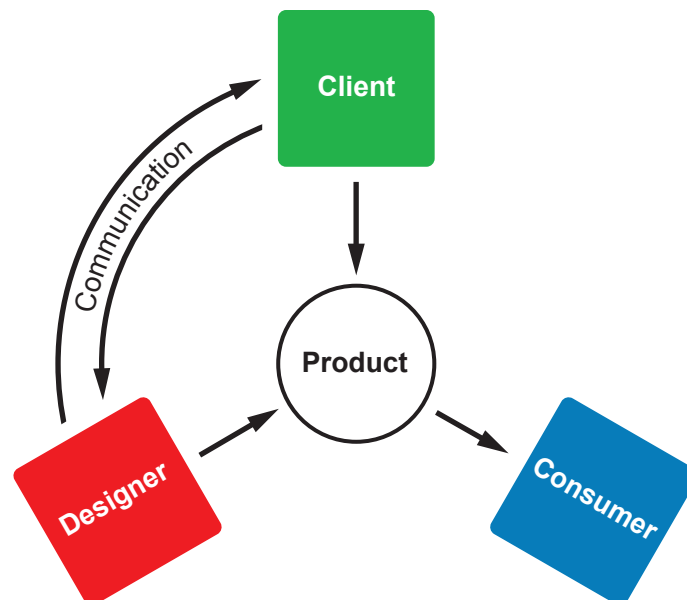 Client
Communication
Product
Designer
Consumer